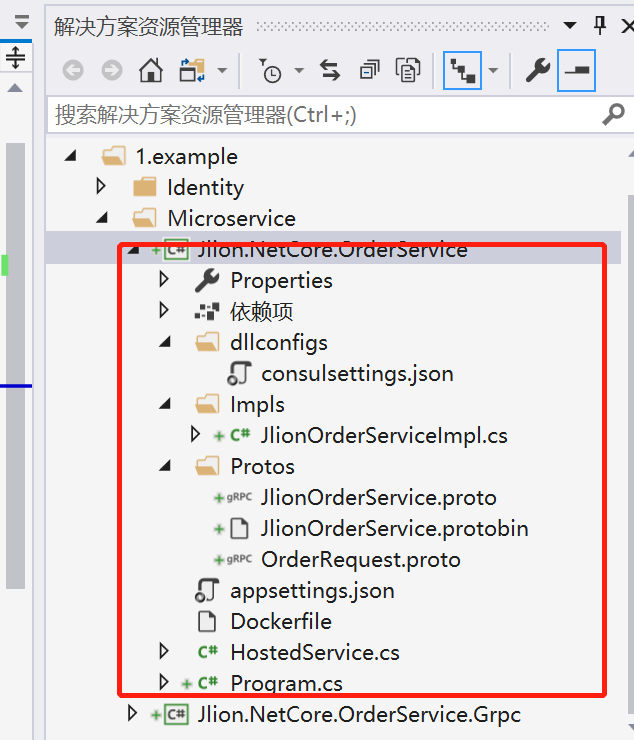 解决方案资源管理器
搜索解决方案资源管理器(Ctrl+;)
1.example
Identity
Microservice
C# Jlion.NetCore.OrderService
Properties
依赖项
dllconfigs
consulsettings.json
Impls
C# JlionOrderServiceImpl.cs
Protos
gRPC JlionOrderService.proto
JlionOrderService.protobin
gRPC OrderRequest.proto
appsettings.json
Dockerfile
C# HostedService.cs
C# Program.cs
C# Jlion.NetCore.OrderService.Grpc